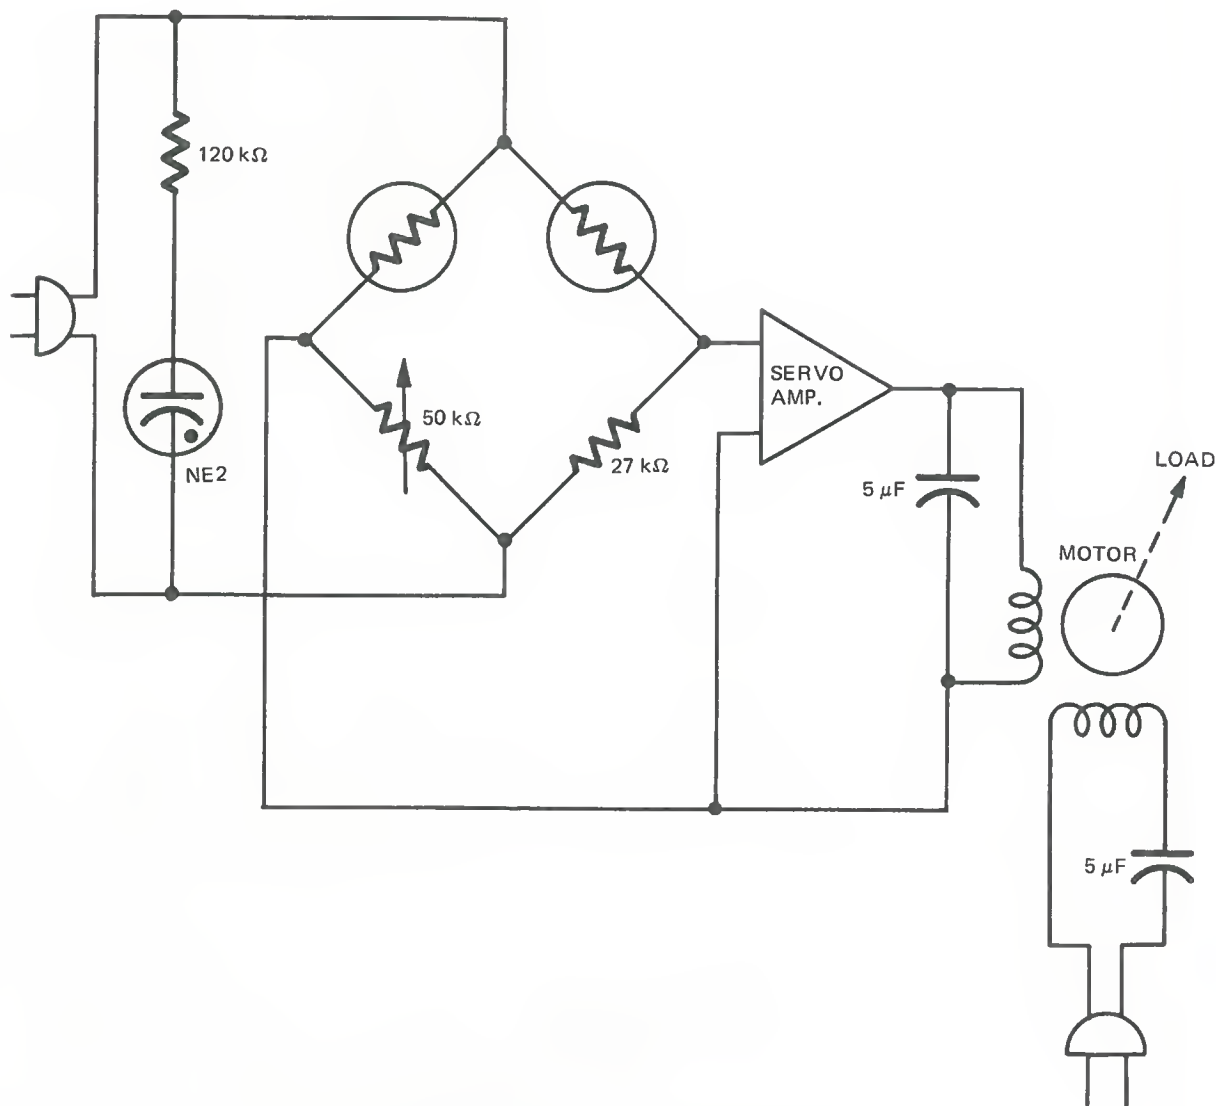 120 kΩ
NE2
50 kΩ
27 kΩ
SERVO
AMP.
5 μF
LOAD
MOTOR
5 μF